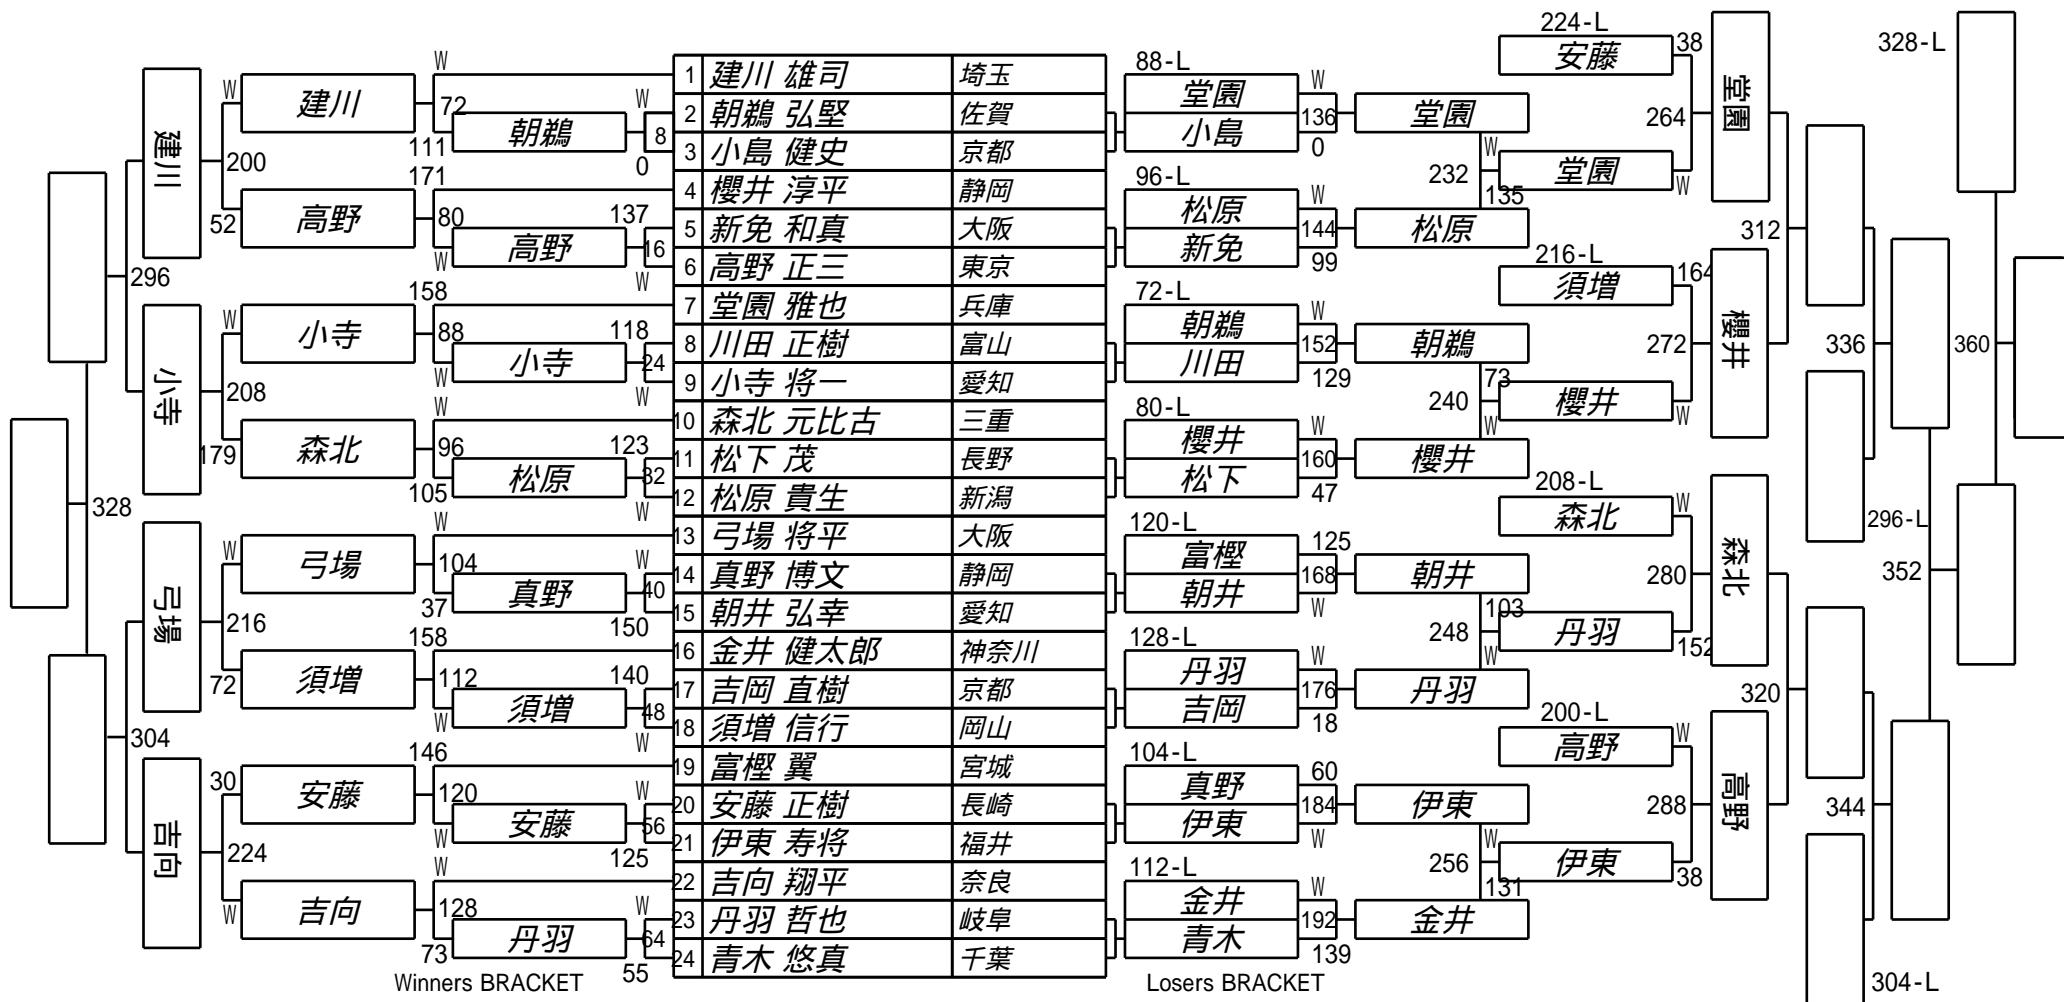 224-L
38
328-L
W
1 建川 雄司 埼玉
88-L
安藤
W
建川
72
W
2 朝鵜 弘堅 佐賀
堂園
W
136
堂園
264
堂園
建川
111
朝鵜
8
3 小島 健史 京都
小島
0
W
200
171
0
4 櫻井 淳平 静岡
96-L
232
135
堂園
W
52
高野
80
137
5 新免 和真 大阪
松原
W
144
松原
312
W
高野
16
6 高野 正三 東京
新免
99
216-L
164
296
158
W
7 堂園 雅也 兵庫
72-L
須増
W
小寺
88
118
8 川田 正樹 富山
朝鵜
W
152
朝鵜
272
櫻井
336
360
小寺
W
小寺
24
9 小寺 将一 愛知
川田
129
73
208
W
W
10 森北 元比古 三重
80-L
240
W
櫻井
W
179
森北
96
123
11 松下 茂 長野
櫻井
W
160
櫻井
105
松原
32
12 松原 貴生 新潟
松下
47
208-L
W
328
W
W
13 弓場 将平 大阪
120-L
森北
296-L
W
弓場
104
W
14 真野 博文 静岡
富樫
125
168
朝井
280
森北
352
弓場
37
真野
40
15 朝井 弘幸 愛知
朝井
W
103
216
158
150
16 金井 健太郎 神奈川
128-L
248
W
丹羽
152
72
須増
112
140
17 吉岡 直樹 京都
丹羽
W
176
丹羽
320
W
須増
48
18 須増 信行 岡山
吉岡
18
200-L
W
304
146
W
19 富樫 翼 宮城
104-L
高野
30
安藤
120
W
20 安藤 正樹 長崎
真野
60
184
伊東
288
高野
344
吉向
W
安藤
56
21 伊東 寿将 福井
伊東
W
W
224
W
125
22 吉向 翔平 奈良
112-L
256
131
伊東
38
W
吉向
128
W
23 丹羽 哲也 岐阜
金井
W
192
金井
73
丹羽
64
24 青木 悠真 千葉
青木
139
55
304-L
Winners BRACKET
Losers BRACKET